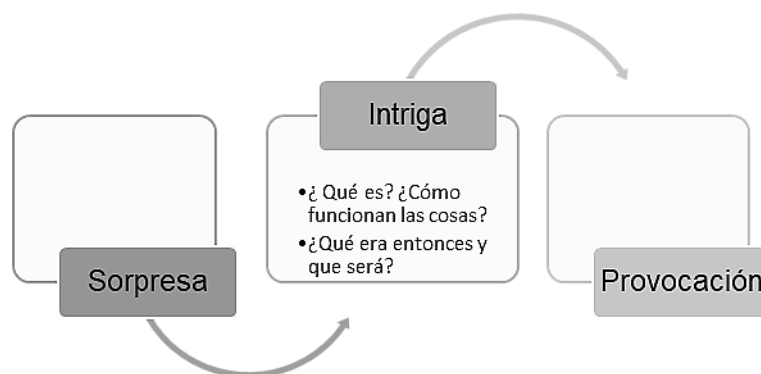 Intriga
•¿ Qué es? ¿Cómo
funcionan las cosas?
•¿Qué era entonces y
que será?
Sorpresa
Provocación